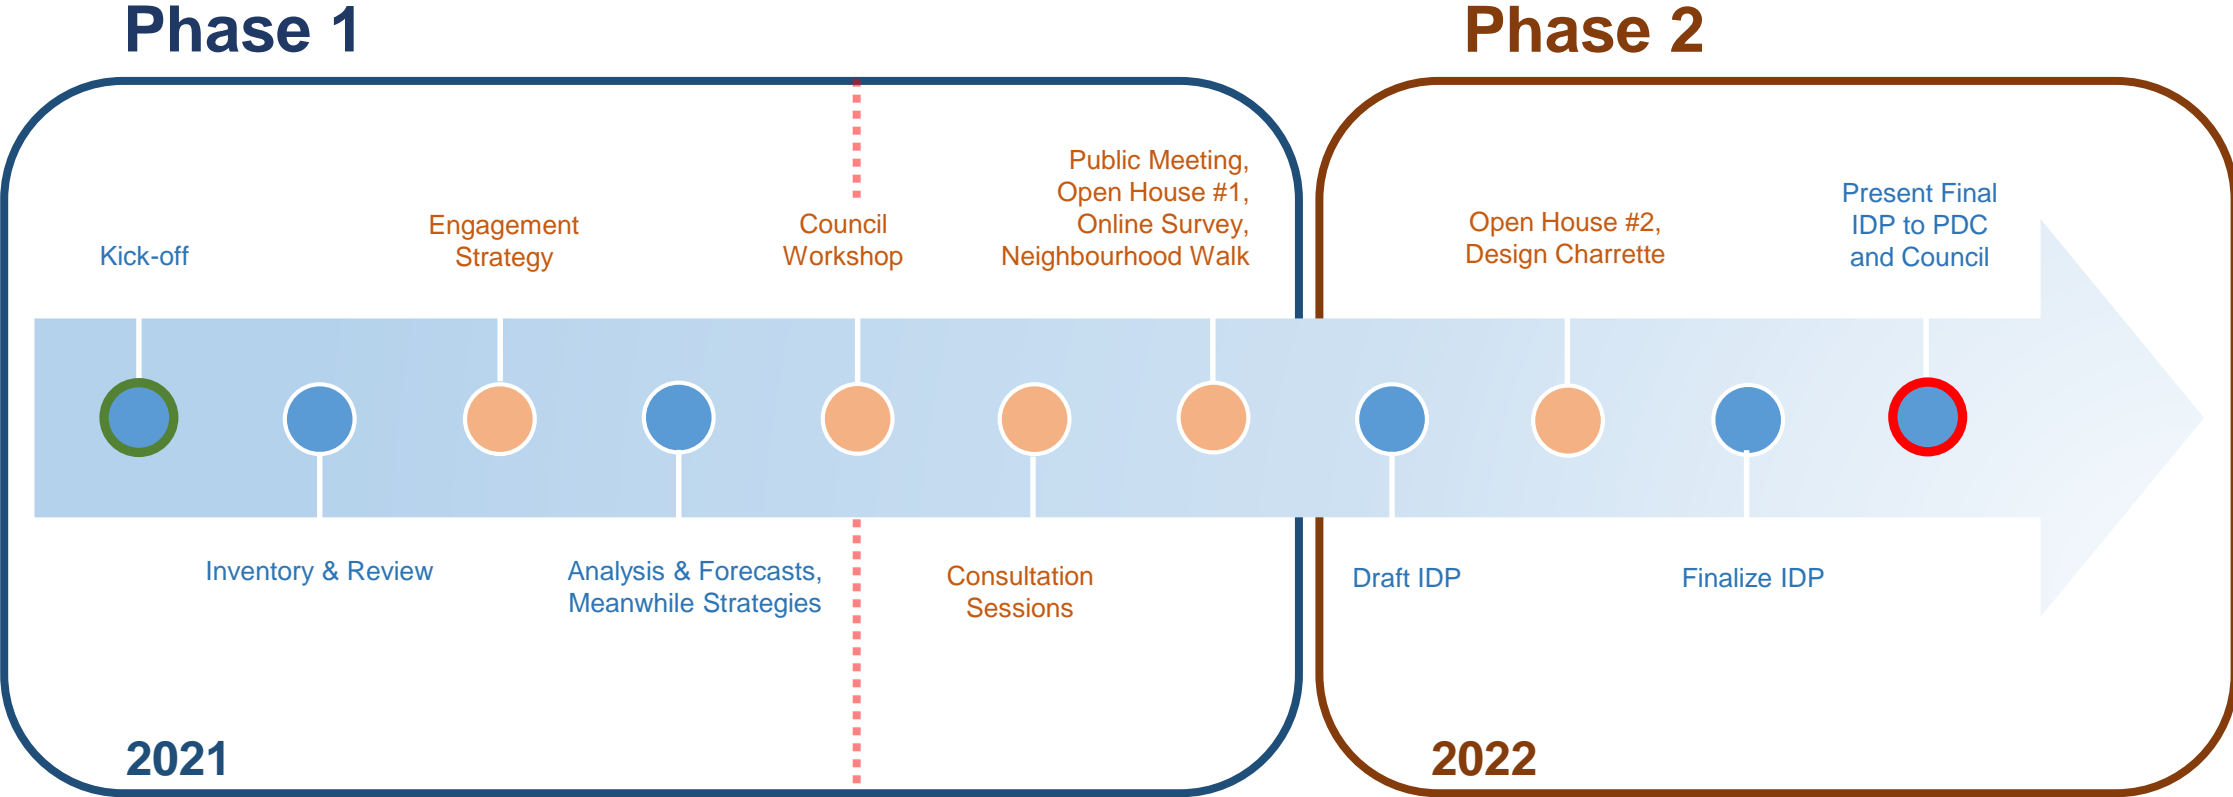 Phase 1
Phase 2
Kick-off
Engagement
Strategy
Council
Workshop
Public Meeting,
Open House #1,
Online Survey,
Neighbourhood Walk
Open House #2,
Design Charrette
Present Final
IDP to PDC
and Council
Inventory & Review
Analysis & Forecasts,
Meanwhile Strategies
Consultation
Sessions
Draft IDP
Finalize IDP
2021
2022